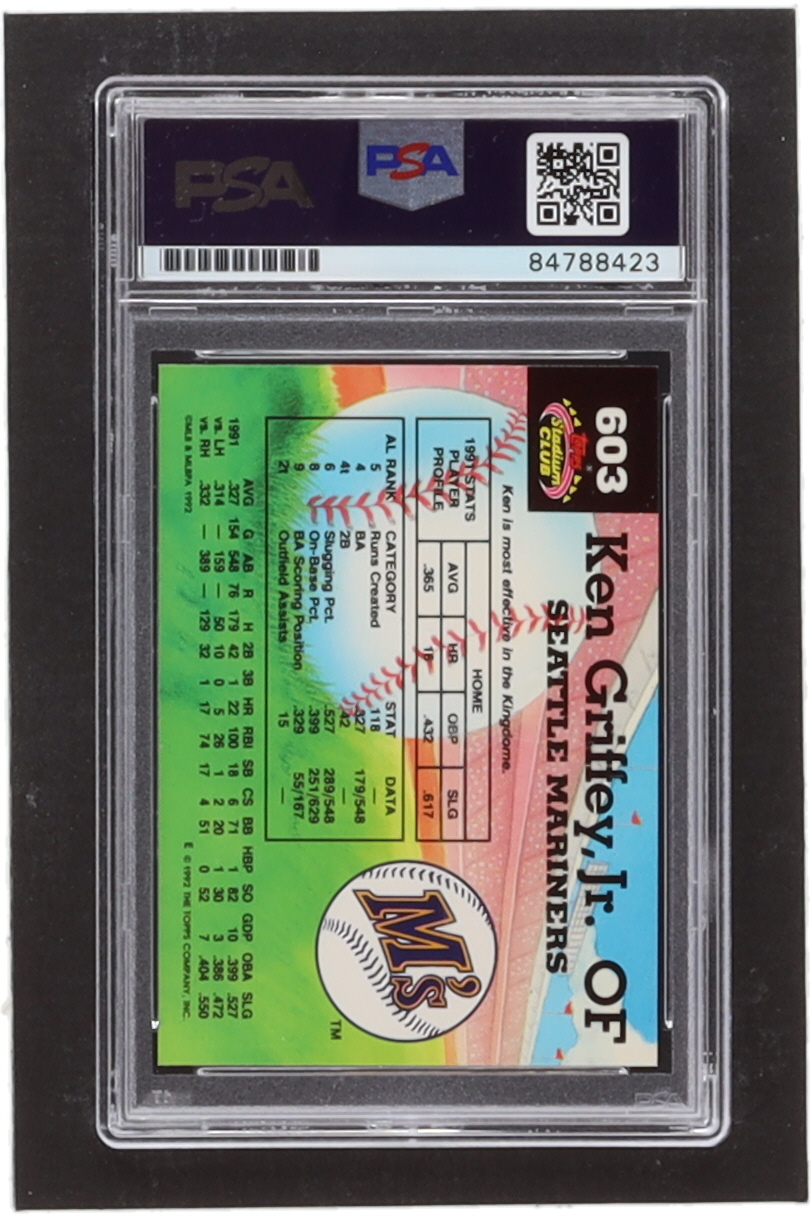 PSA
PSA
84788423
603
Topps
Stadium
CLUB
Ken Griffey, Jr. OF
SEATTLE MARINERS
Ken is most effective in the Kingdome.
1991 STATS
PLAYER
PROFILE
HOME
AVG HR OBP SLG
.365 16 .432 .617
AL RANK CATEGORY STAT DATA
5 Runs Created 118 —
4 BA .327 179/548
4t 2B 42 —
6 Slugging Pct. .527 289/548
8 On-Base Pct. .399 251/629
9 BA Scoring Position .329 55/167
21 Outfield Assists 15 —
M's
TM
AVG G AB R H 2B 3B HR RBI SB CS BB HBP SO GDP OBA SLG
1991 .327 154 548 76 179 42 1 22 100 18 6 71 1 82 10 .399 .527
vs. LH .314 — 159 — 50 10 0 5 26 1 2 20 1 30 3 .386 .472
vs. RH .332 — 389 — 129 32 1 17 74 17 4 51 0 52 7 .404 .550
©MLB & MLBPA 1992
E © 1992 THE TOPPS COMPANY, INC.
PSA